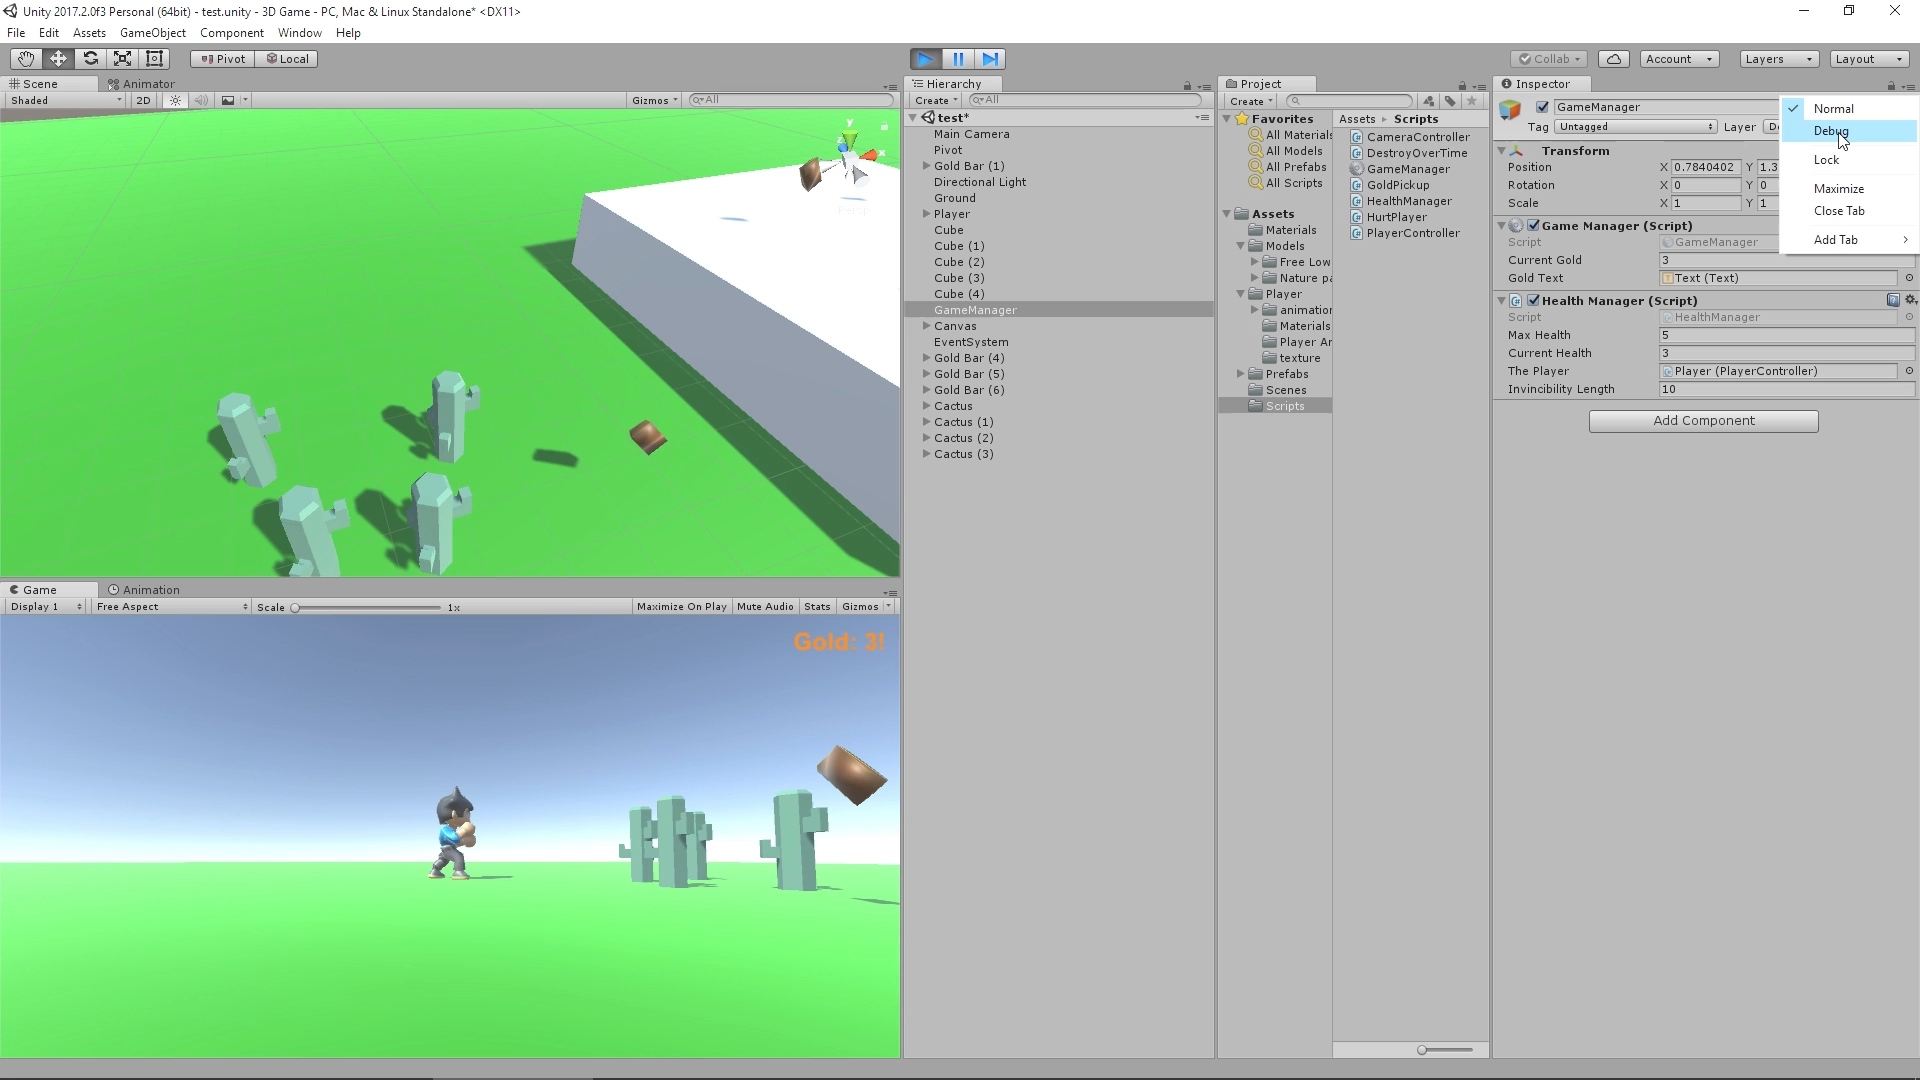 Unity 2017.2.0f3 Personal (64bit) - test.unity - 3D Game - PC, Mac & Linux Standalone* <DX11>
File Edit Assets GameObject Component Window Help
Pivot Local
Collab Account Layers Layout
Scene Animator
Shaded 2D Gizmos All
y
x
z
Persp
Game Animation
Display 1 Free Aspect Scale 1x Maximize On Play Mute Audio Stats Gizmos
Gold: 3!
Hierarchy
Create All
test*
Main Camera
Pivot
Gold Bar (1)
Directional Light
Ground
Player
Cube
Cube (1)
Cube (2)
Cube (3)
Cube (4)
GameManager
Canvas
EventSystem
Gold Bar (4)
Gold Bar (5)
Gold Bar (6)
Cactus
Cactus (1)
Cactus (2)
Cactus (3)
Project
Create
Favorites
All Materials
All Models
All Prefabs
All Scripts
Assets
Materials
Models
Free Low
Nature pa
Player
animation
Materials
Player Ar
texture
Prefabs
Scenes
Scripts
Assets Scripts
CameraController
DestroyOverTime
GameManager
GoldPickup
HealthManager
HurtPlayer
PlayerController
Inspector
GameManager
Tag Untagged Layer De
Transform
Position X 0.7840402 Y 1.3
Rotation X 0 Y 0
Scale X 1 Y 1
Game Manager (Script)
Script GameManager
Current Gold 3
Gold Text Text (Text)
Health Manager (Script)
Script HealthManager
Max Health 5
Current Health 3
The Player Player (PlayerController)
Invincibility Length 10
Add Component
Normal
Debug
Lock
Maximize
Close Tab
Add Tab